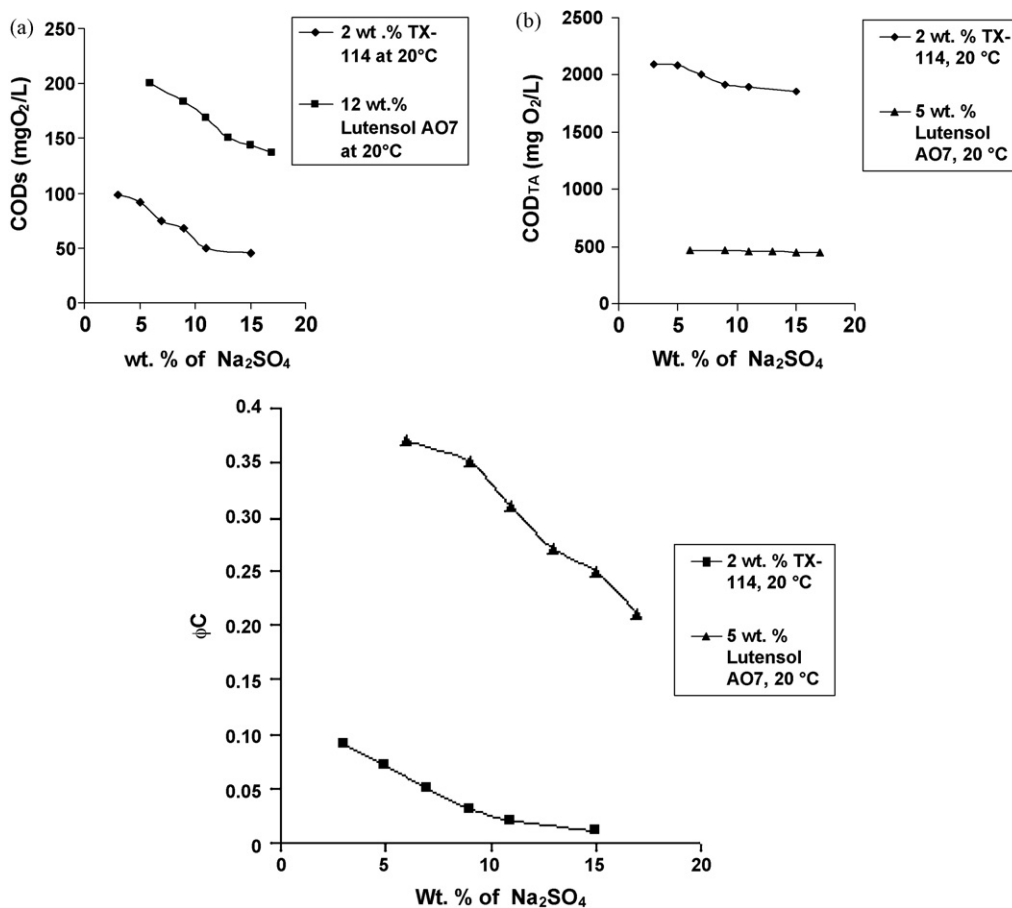 (a)
250
200
150
100
50
0
CODs (mgO₂/L)
0 5 10 15 20
wt. % of Na₂SO₄
2 wt .% TX-
114 at 20°C
12 wt.%
Lutensol AO7
at 20°C
(b)
2500
2000
1500
1000
500
0
COD_TA (mg O₂/L)
0 5 10 15 20
Wt. % of Na₂SO₄
2 wt. % TX-
114, 20 °C
5 wt. %
Lutensol
AO7, 20 °C
0.4
0.35
0.30
0.25
0.20
0.15
0.10
0.05
0
ϕC
0 5 10 15 20
Wt. % of Na₂SO₄
2 wt. % TX-
114, 20 °C
5 wt. %
Lutensol
AO7, 20 °C